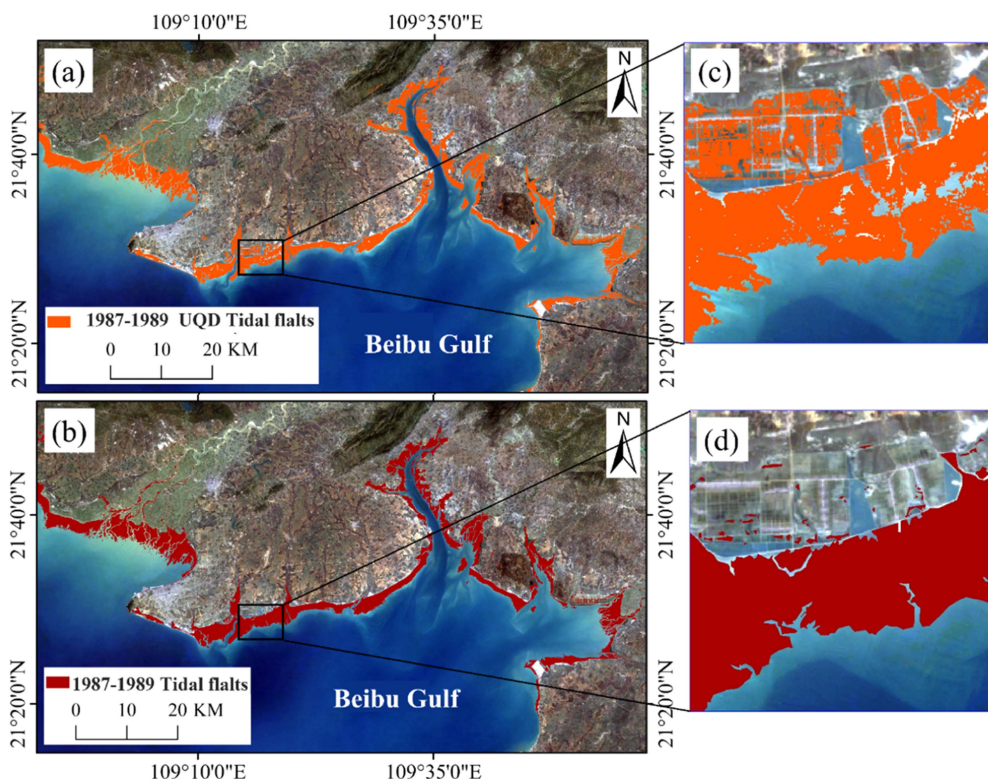 109°10'0"E 109°35'0"E
(a)
N
(c)
21°40'0"N
21°40'0"N
1987-1989 UQD Tidal flalts
0 10 20 KM
Beibu Gulf
21°20'0"N
21°20'0"N
(b)
N
(d)
21°40'0"N
21°40'0"N
1987-1989 Tidal flalts
0 10 20 KM
Beibu Gulf
21°20'0"N
21°20'0"N
109°10'0"E 109°35'0"E